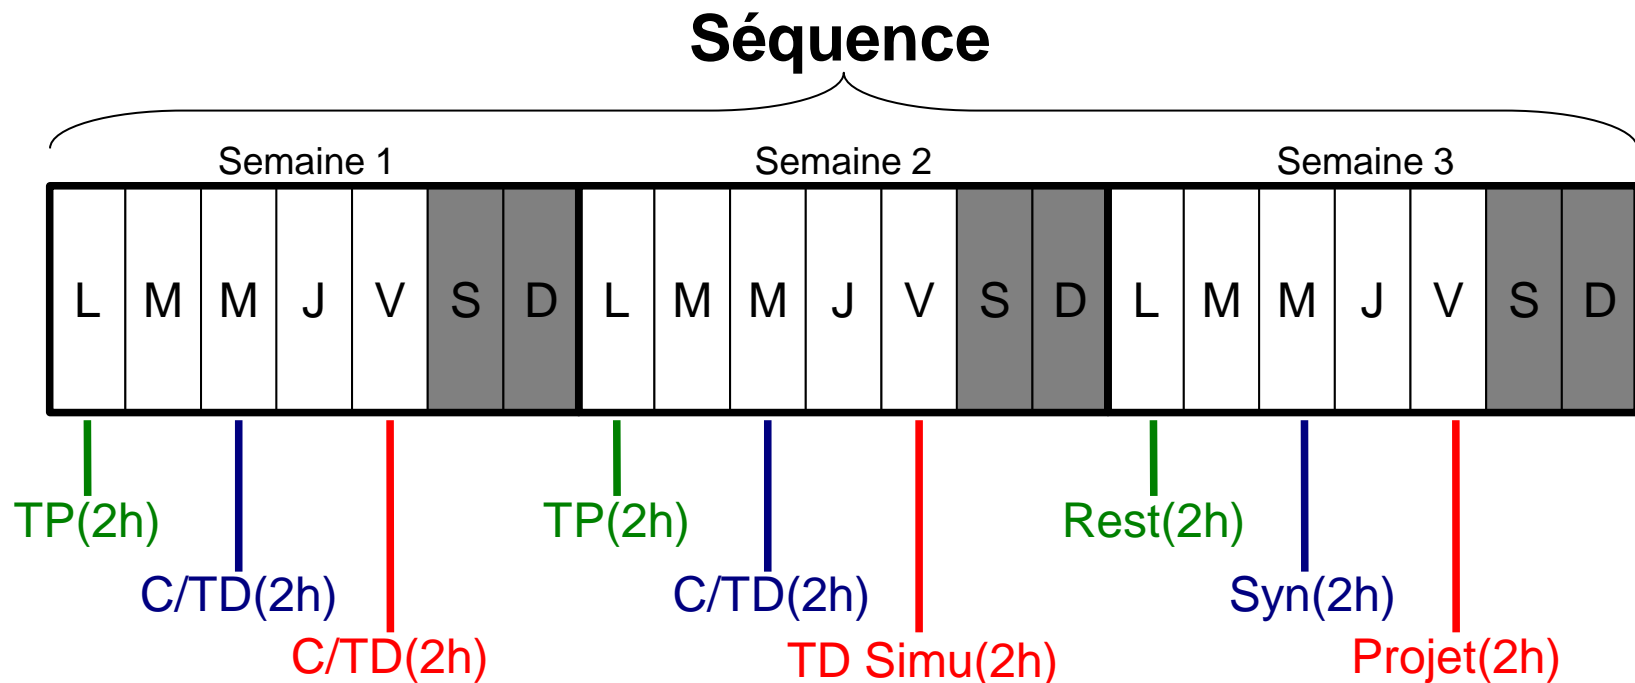 Séquence
Semaine 1 Semaine 2 Semaine 3
L M M J V S D L M M J V S D L M M J V S D
TP(2h) TP(2h) Rest(2h)
C/TD(2h) C/TD(2h) Syn(2h)
C/TD(2h) TD Simu(2h) Projet(2h)